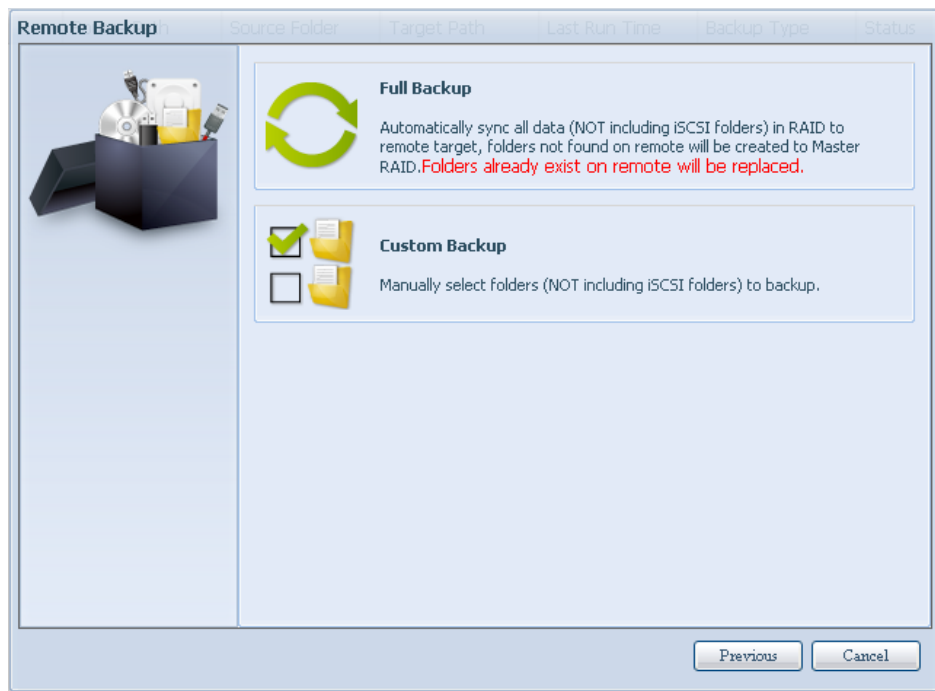 Remote Backup
Source Folder Target Path Last Run Time Backup Type Status
Full Backup
Automatically sync all data (NOT including iSCSI folders) in RAID to
remote target, folders not found on remote will be created to Master
RAID.Folders already exist on remote will be replaced.
Custom Backup
Manually select folders (NOT including iSCSI folders) to backup.
Previous Cancel